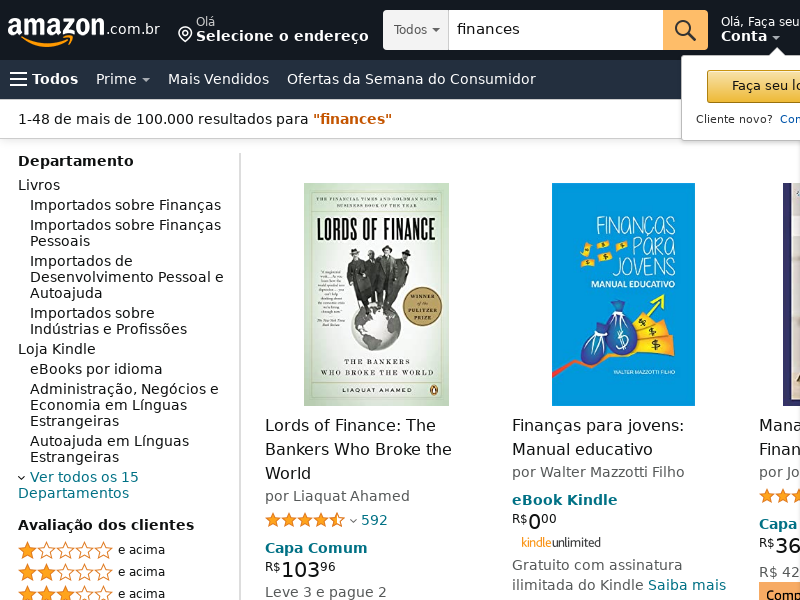 amazon.com.br
Olá
Selecione o endereço
Todos
finances
Olá, Faça seu
Conta
Todos
Prime
Mais Vendidos
Ofertas da Semana do Consumidor
Faça seu lo
Cliente novo? Con
1-48 de mais de 100.000 resultados para "finances"
Departamento
Livros
Importados sobre Finanças
Importados sobre Finanças
Pessoais
Importados de
Desenvolvimento Pessoal e
Autoajuda
Importados sobre
Indústrias e Profissões
Loja Kindle
eBooks por idioma
Administração, Negócios e
Economia em Línguas
Estrangeiras
Autoajuda em Línguas
Estrangeiras
Ver todos os 15
Departamentos
Avaliação dos clientes
e acima
e acima
e acima
THE FINANCIAL TIMES AND GOLDMAN SACHS
BUSINESS BOOK OF THE YEAR
LORDS OF FINANCE
WINNER
OF THE
PULITZER
PRIZE
THE BANKERS
WHO BROKE THE WORLD
LIAQUAT AHAMED
Lords of Finance: The
Bankers Who Broke the
World
por Liaquat Ahamed
592
Capa Comum
R$10396
Leve 3 e pague 2
FINANÇAS
PARA
JOVENS
MANUAL EDUCATIVO
WALTER MAZZOTTI FILHO
Finanças para jovens:
Manual educativo
por Walter Mazzotti Filho
eBook Kindle
R$000
kindleunlimited
Gratuito com assinatura
ilimitada do Kindle Saiba mais
Mana
Finan
por Jo
Capa
R$36
R$ 42
Comp